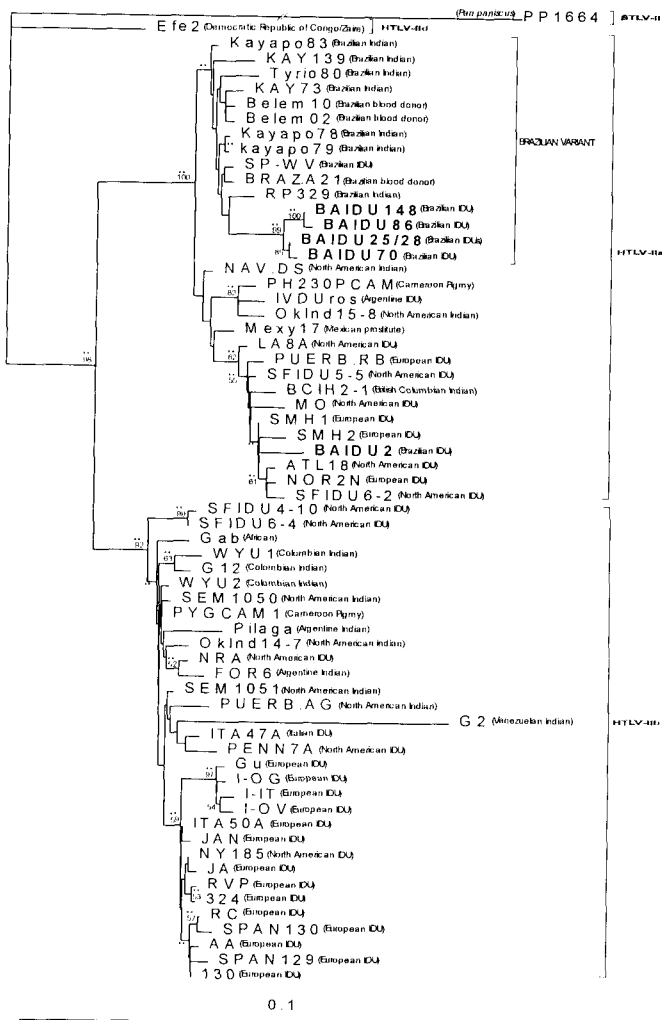 (Pan paniscus) PP1664
STLV-II
Efe2 (Democratic Republic of Congo/Zaire)
HTLV-IId
Kayapo83 (Brazilian Indian)
KAY139 (Brazilian Indian)
Tyrio80 (Brazilian Indian)
KAY73 (Brazilian Indian)
Belem10 (Brazilian blood donor)
Belem02 (Brazilian blood donor)
Kayapo78 (Brazilian Indian)
BRAZILIAN VARIANT
kayapo79 (Brazilian Indian)
SP-WV (Brazilian IDU)
100
BRAZ.A21 (Brazilian blood donor)
RP329 (Brazilian Indian)
100
BAIDU148 (Brazilian IDU)
BAIDU86 (Brazilian IDU)
99
BAIDU25/28 (Brazilian IDUs)
BAIDU70 (Brazilian IDU)
HTLV-IIa
NAV.DS (North American Indian)
PH230PCAM (Cameroon Pigmy)
IVDUros (Argentine IDU)
OkInd15-8 (North American Indian)
Mexy17 (Mexican prostitute)
LA8A (North American IDU)
PUERB.RB (European IDU)
SFIDU5-5 (North American IDU)
BCIH2-1 (British Columbian Indian)
MO (North American IDU)
SMH1 (European IDU)
SMH2 (European IDU)
BAIDU2 (Brazilian IDU)
ATL18 (North American IDU)
NOR2N (European IDU)
SFIDU6-2 (North American IDU)
SFIDU4-10 (North American IDU)
SFIDU6-4 (North American IDU)
Gab (African)
WYU1 (Columbian Indian)
G12 (Columbian Indian)
WYU2 (Columbian Indian)
SEM1050 (North American Indian)
PYGCAM1 (Cameroon Pigmy)
Pilaga (Argentine Indian)
OkInd14-7 (North American Indian)
NRA (North American IDU)
FOR6 (Argentine Indian)
SEM1051 (North American Indian)
PUERB.AG (North American Indian)
G2 (Venezuelan Indian)
HTLV-IIb
ITA47A (Italian IDU)
PENN7A (North American IDU)
Gu (European IDU)
97
I-OG (European IDU)
I-IT (European IDU)
54
I-OV (European IDU)
ITA50A (European IDU)
JAN (European IDU)
NY185 (North American IDU)
JA (European IDU)
RVP (European IDU)
324 (European IDU)
RC (European IDU)
SPAN130 (European IDU)
AA (European IDU)
SPAN129 (European IDU)
130 (European IDU)
0.1